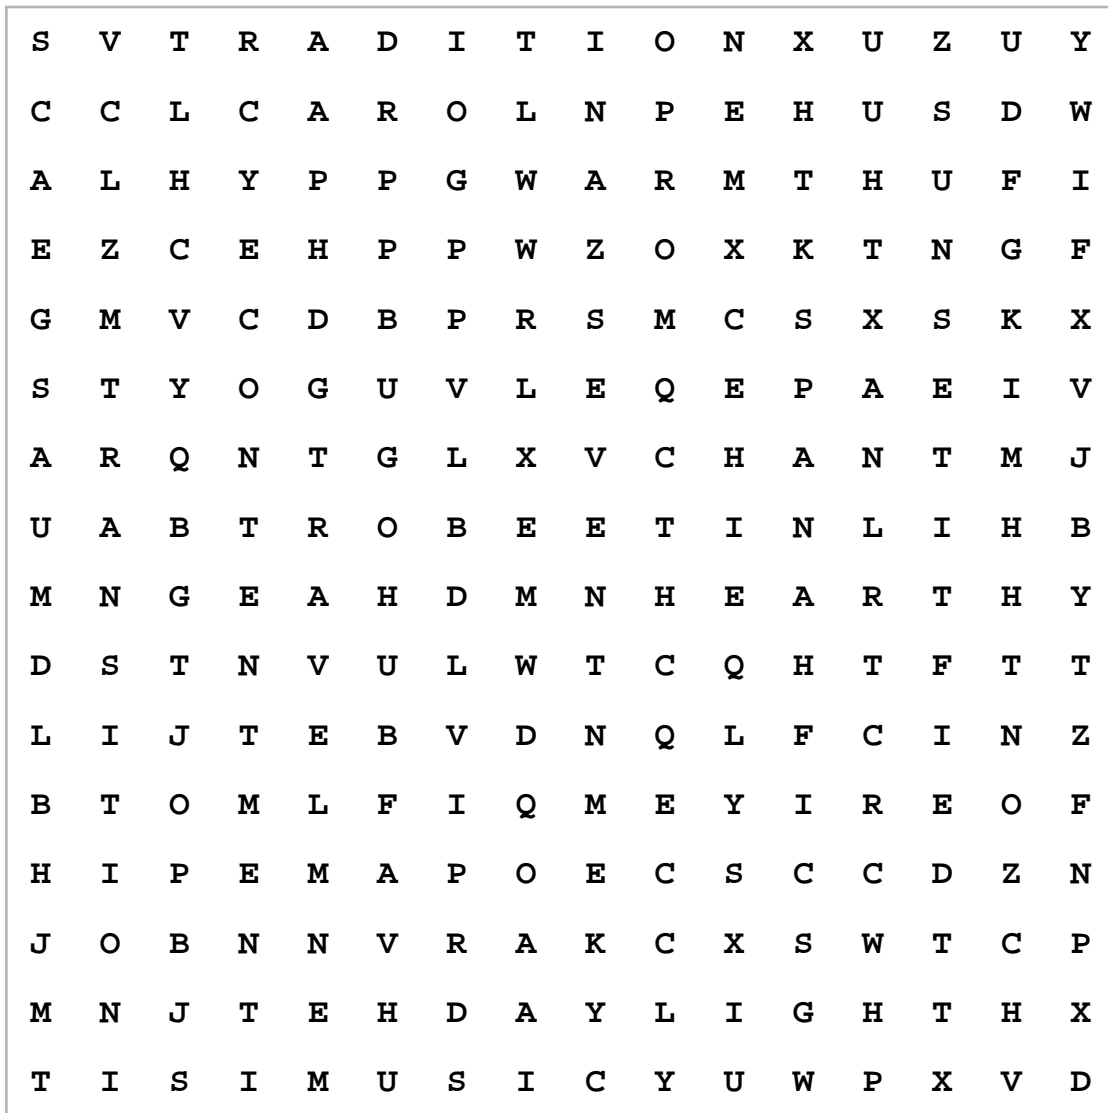 S V T R A D I T I O N X U Z U Y
C C L C A R O L N P E H U S D W
A L H Y P P G W A R M T H U F I
E Z C E H P P W Z O X K T N G F
G M V C D B P R S M C S X S K X
S T Y O G U V L E Q E P A E I V
A R Q N T G L X V C H A N T M J
U A B T R O B E E T I N L I H B
M N G E A H D M N H E A R T H Y
D S T N V U L W T C Q H T F T T
L I J T E B V D N Q L F C I N Z
B T O M L F I Q M E Y I R E O F
H I P E M A P O E C S C C D Z N
J O B N N V R A K C X S W T C P
M N J T E H D A Y L I G H T H X
T I S I M U S I C Y U W P X V D